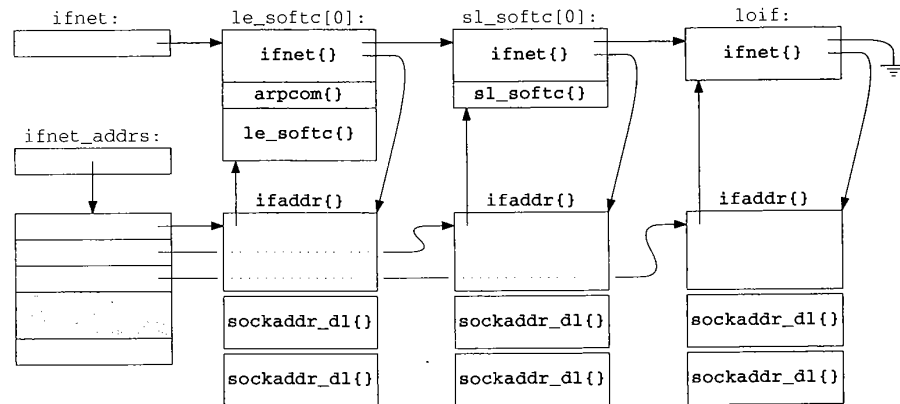 ifnet: le_softc[0]: sl_softc[0]: loif:
ifnet{} ifnet{} ifnet{}
arpcom{} sl_softc{}
le_softc{}
ifnet_addrs:
ifaddr{} ifaddr{} ifaddr{}
sockaddr_dl{} sockaddr_dl{} sockaddr_dl{}
sockaddr_dl{} sockaddr_dl{} sockaddr_dl{}